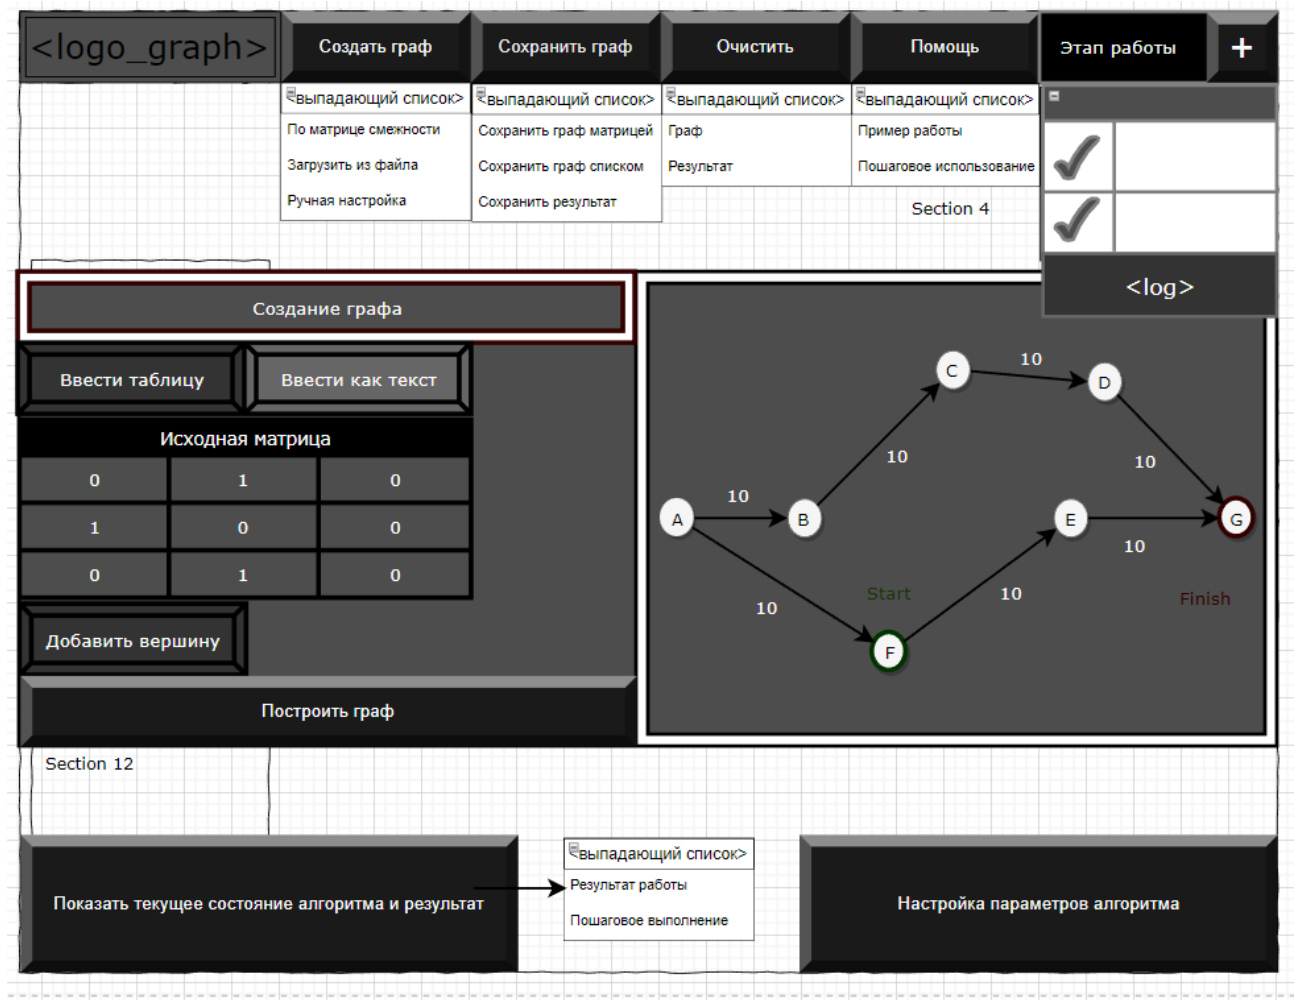 <logo_graph>
Создать граф
Сохранить граф
Очистить
Помощь
Этап работы
+
<выпадающий список>
По матрице смежности
Загрузить из файла
Ручная настройка
<выпадающий список>
Сохранить граф матрицей
Сохранить граф списком
Сохранить результат
<выпадающий список>
Граф
Результат
<выпадающий список>
Пример работы
Пошаговое использование
Section 4
<log>
Создание графа
Ввести таблицу
Ввести как текст
Исходная матрица
0 1 0
1 0 0
0 1 0
Добавить вершину
Построить граф
C
10
D
10
10
10
A
B
E
G
10
10
10
Start
Finish
F
Section 12
Показать текущее состояние алгоритма и результат
<выпадающий список>
Результат работы
Пошаговое выполнение
Настройка параметров алгоритма